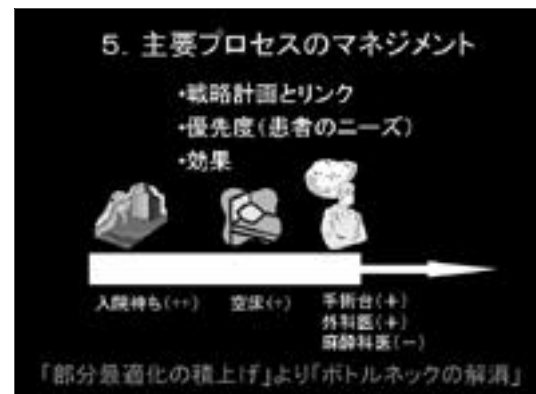 5. 主要プロセスのマネジメント
・戦略計画とリンク
・優先度(患者のニーズ)
・効果
入院待ち(++)
空床(+)
手術台(+)
外科医(+)
麻酔科医(−)
「部分最適化の積上げ」より「ボトルネックの解消」